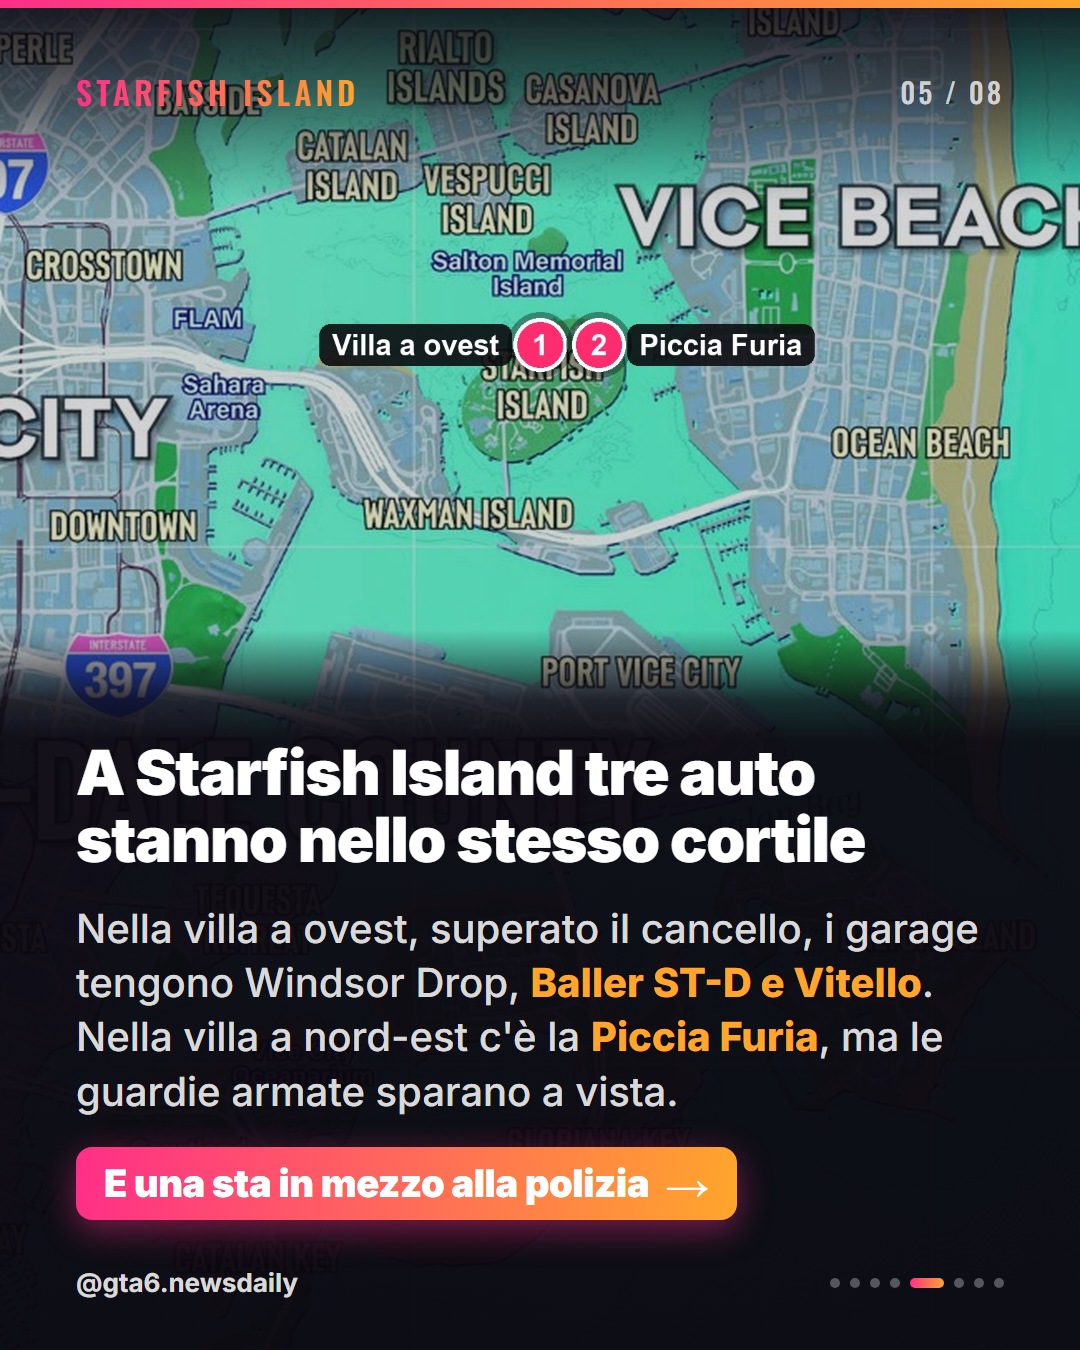 PERLE
RIALTO
ISLANDS
ISLAND
STARFISH ISLAND
BAYSIDE
CASANOVA
ISLAND
05 / 08
CATALAN
ISLAND
VESPUCCI
ISLAND
VICE BEACH
CROSSTOWN
Salton Memorial
Island
FLAM
Villa a ovest 1 2 Piccia Furia
STARFISH
ISLAND
Sahara
Arena
CITY
OCEAN BEACH
WAXMAN ISLAND
DOWNTOWN
INTERSTATE
397
PORT VICE CITY
A Starfish Island tre auto
stanno nello stesso cortile
Nella villa a ovest, superato il cancello, i garage
tengono Windsor Drop, Baller ST-D e Vitello.
Nella villa a nord-est c'è la Piccia Furia, ma le
guardie armate sparano a vista.
E una sta in mezzo alla polizia →
@gta6.newsdaily